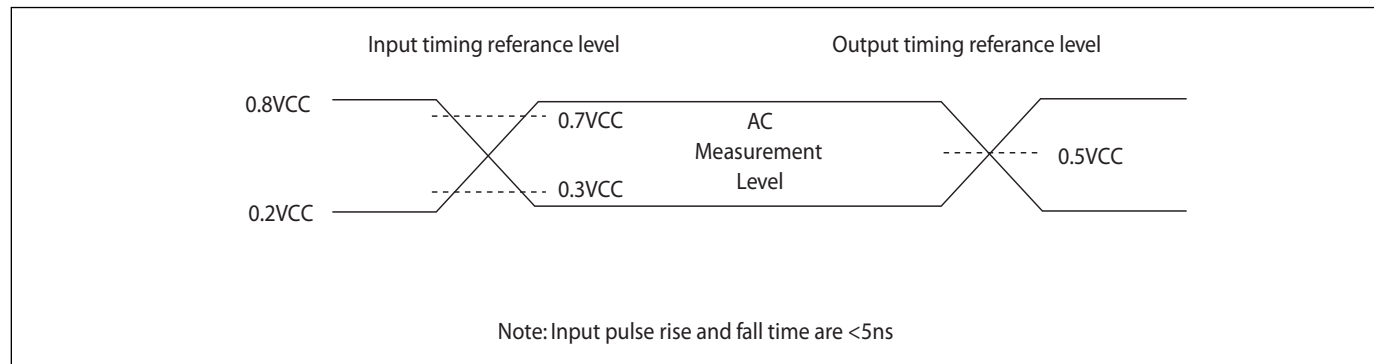 Input timing referance level
Output timing referance level
0.8VCC
0.7VCC
AC
Measurement
Level
0.5VCC
0.3VCC
0.2VCC
Note: Input pulse rise and fall time are <5ns